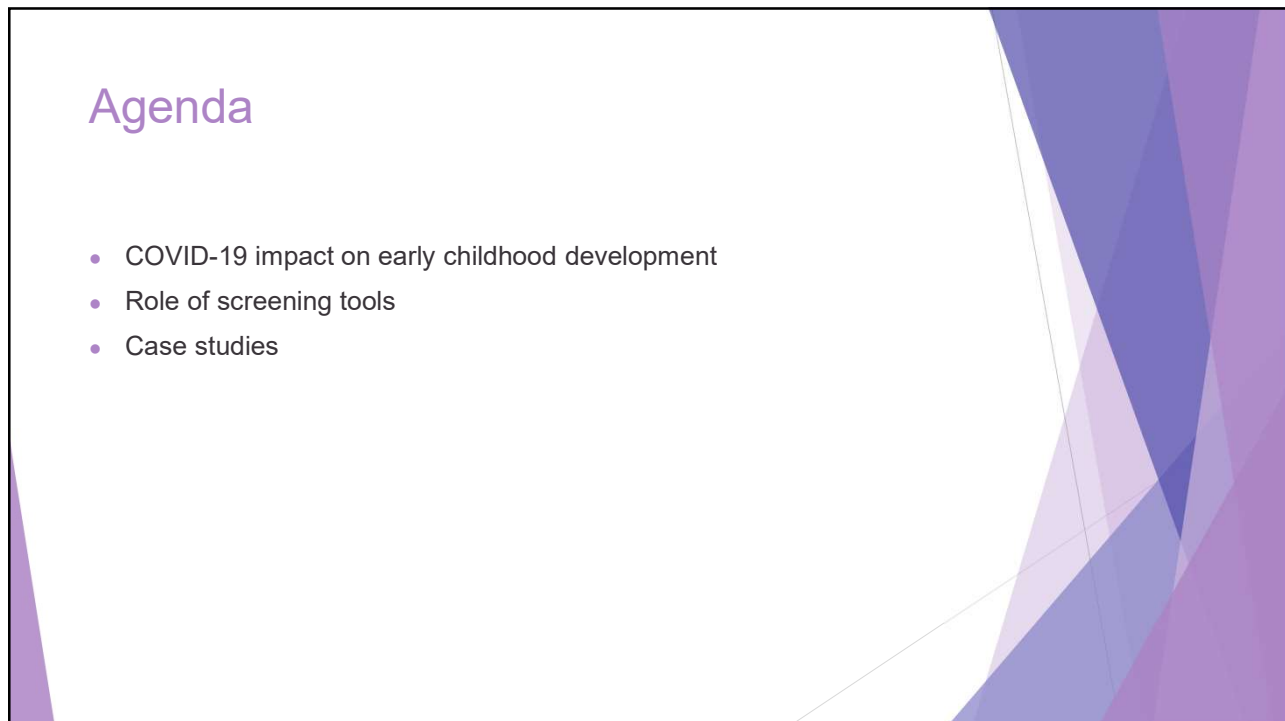 Agenda
● COVID-19 impact on early childhood development
● Role of screening tools
● Case studies